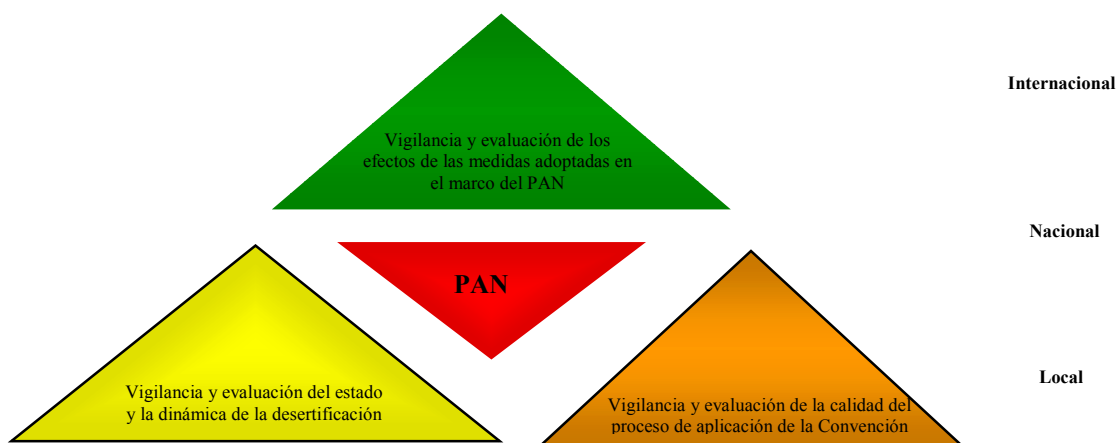 Internacional
Vigilancia y evaluación de los
efectos de las medidas adoptadas en
el marco del PAN
Nacional
PAN
Local
Vigilancia y evaluación del estado
y la dinámica de la desertificación
Vigilancia y evaluación de la calidad del
proceso de aplicación de la Convención